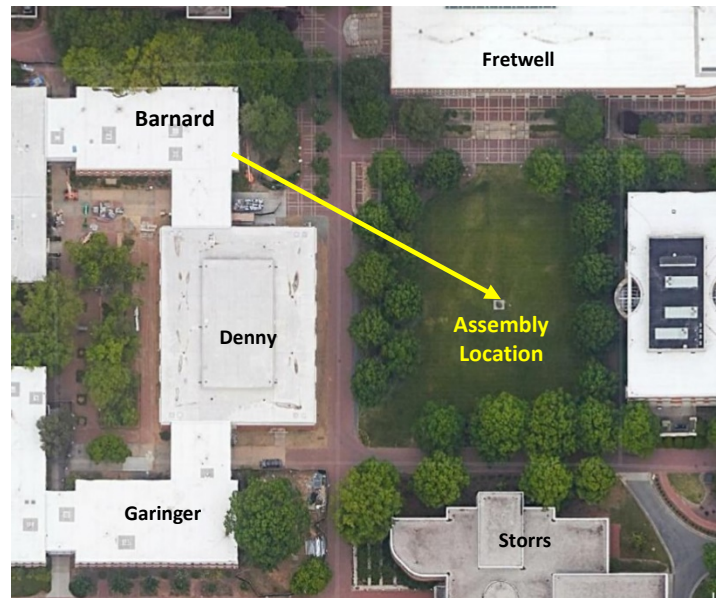 Fretwell
Barnard
Assembly
Location
Denny
Garinger
Storrs